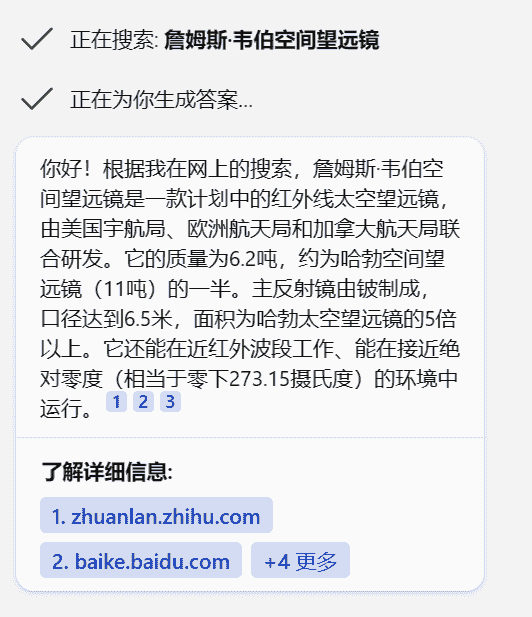 正在搜索: 詹姆斯·韦伯空间望远镜
正在为你生成答案...
你好！根据我在网上的搜索，詹姆斯·韦伯空
间望远镜是一款计划中的红外线太空望远镜，
由美国宇航局、欧洲航天局和加拿大航天局联
合研发。它的质量为6.2吨，约为哈勃空间望
远镜（11吨）的一半。主反射镜由铍制成，
口径达到6.5米，面积为哈勃太空望远镜的5倍
以上。它还能在近红外波段工作、能在接近绝
对零度（相当于零下273.15摄氏度）的环境中
运行。 1 2 3
了解详细信息:
1. zhuanlan.zhihu.com
2. baike.baidu.com +4 更多